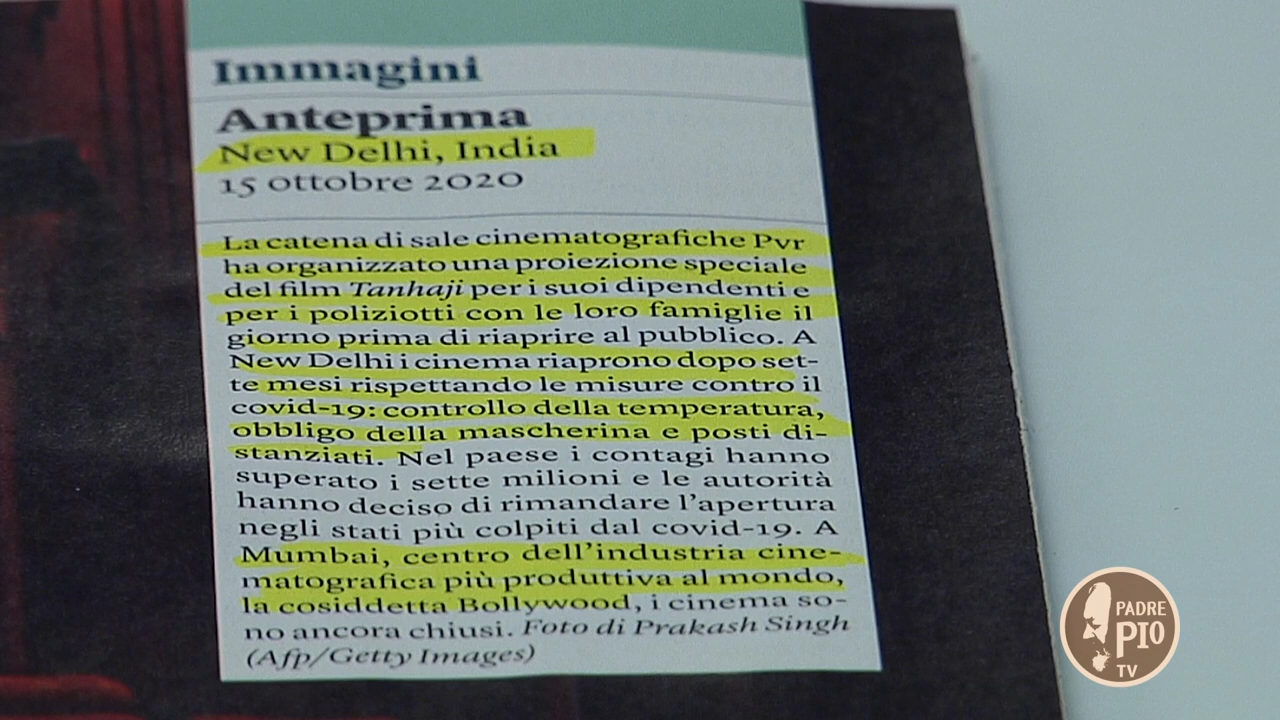 Immagini
Anteprima
New Delhi, India
15 ottobre 2020
La catena di sale cinematografiche Pvr
ha organizzato una proiezione speciale
del film Tanhaji per i suoi dipendenti e
per i poliziotti con le loro famiglie il
giorno prima di riaprire al pubblico. A
New Delhi i cinema riaprono dopo set-
te mesi rispettando le misure contro il
covid-19: controllo della temperatura,
obbligo della mascherina e posti di-
stanziati. Nel paese i contagi hanno
superato i sette milioni e le autorità
hanno deciso di rimandare l'apertura
negli stati più colpiti dal covid-19. A
Mumbai, centro dell'industria cine-
matografica più produttiva al mondo,
la cosiddetta Bollywood, i cinema so-
no ancora chiusi. Foto di Prakash Singh
(Afp/Getty Images)
PADRE
PIO
TV